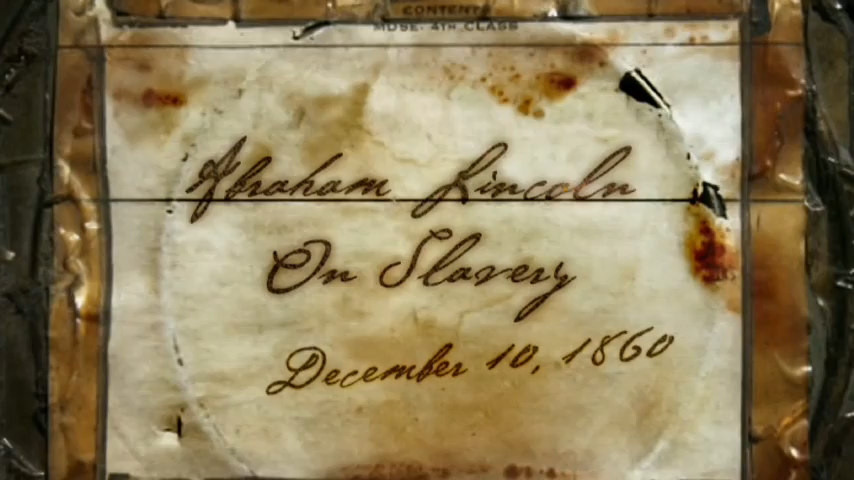 CONTENTS
MDSE. 4TH CLASS
Abraham Lincoln
On Slavery
December 10, 1860